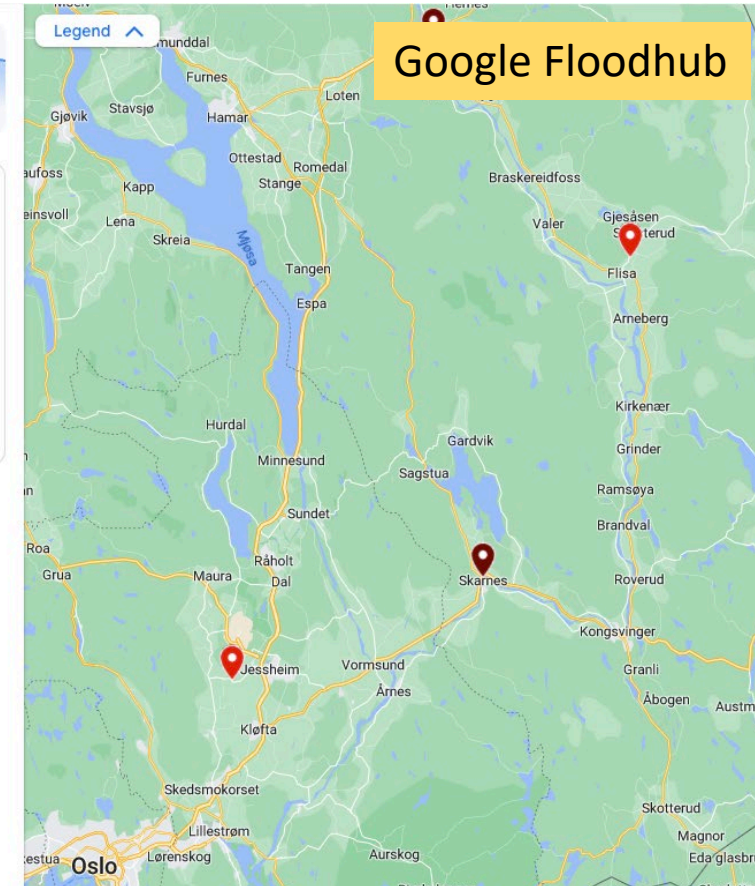 Legend
Google Floodhub
Furnes
Loten
Stavsjø
Gjøvik
Hamar
Ottestad
Romedal
Stange
Braskereidfoss
Kapp
Lena
Valer
Gjesåsen
Skreia
Mjøsa
Flisa
Tangen
Espa
Arneberg
Kirkenær
Hurdal
Gardvik
Grinder
Minnesund
Sagstua
Ramsøya
Sundet
Brandval
Roa
Råholt
Grua
Maura
Dal
Skarnes
Roverud
Kongsvinger
Jessheim
Vormsund
Granli
Årnes
Åbogen
Kløfta
Skedsmokorset
Skotterud
Lillestrøm
Magnor
Oslo
Lørenskog
Aurskog